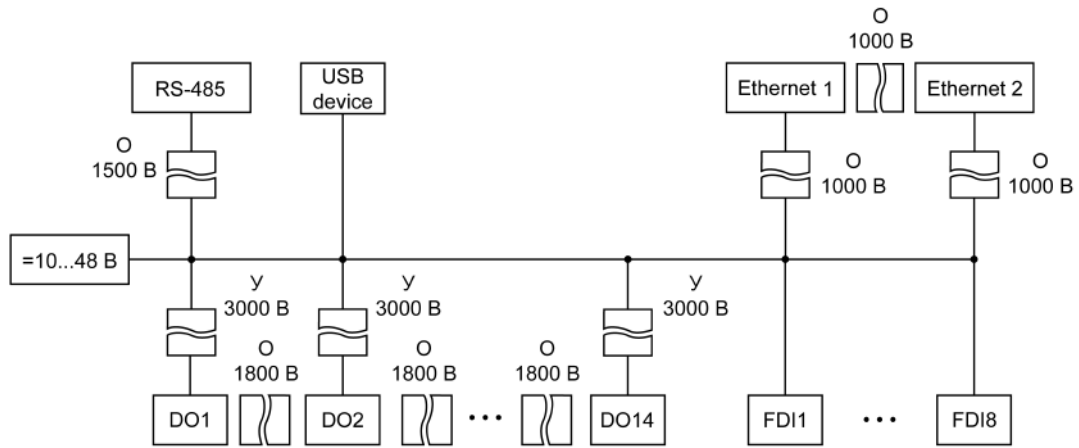 О
1000 В
RS-485
USB
device
Ethernet 1
Ethernet 2
О
1500 В
О
1000 В
О
1000 В
=10...48 В
У
3000 В
У
3000 В
У
3000 В
О
1800 В
О
1800 В
О
1800 В
DO1
DO2
...
DO14
FDI1
...
FDI8